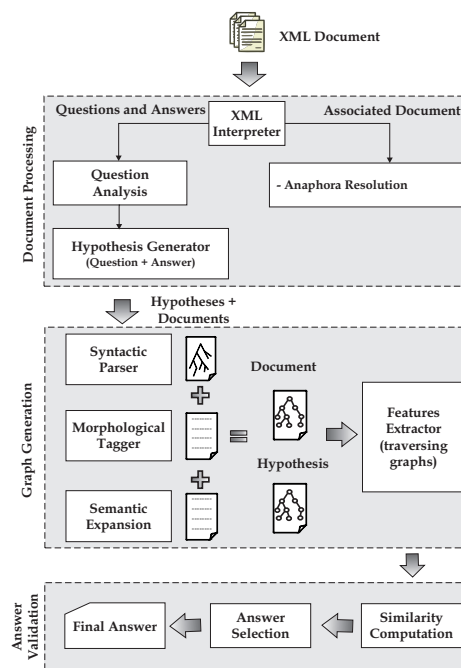 XML Document
Document Processing
Questions and Answers
XML
Interpreter
Associated Document
Question
Analysis
- Anaphora Resolution
Hypothesis Generator
(Question + Answer)
Hypotheses +
Documents
Graph Generation
Syntactic
Parser
Morphological
Tagger
Semantic
Expansion
Document
Hypothesis
Features
Extractor
(traversing
graphs)
Answer
Validation
Final Answer
Answer
Selection
Similarity
Computation